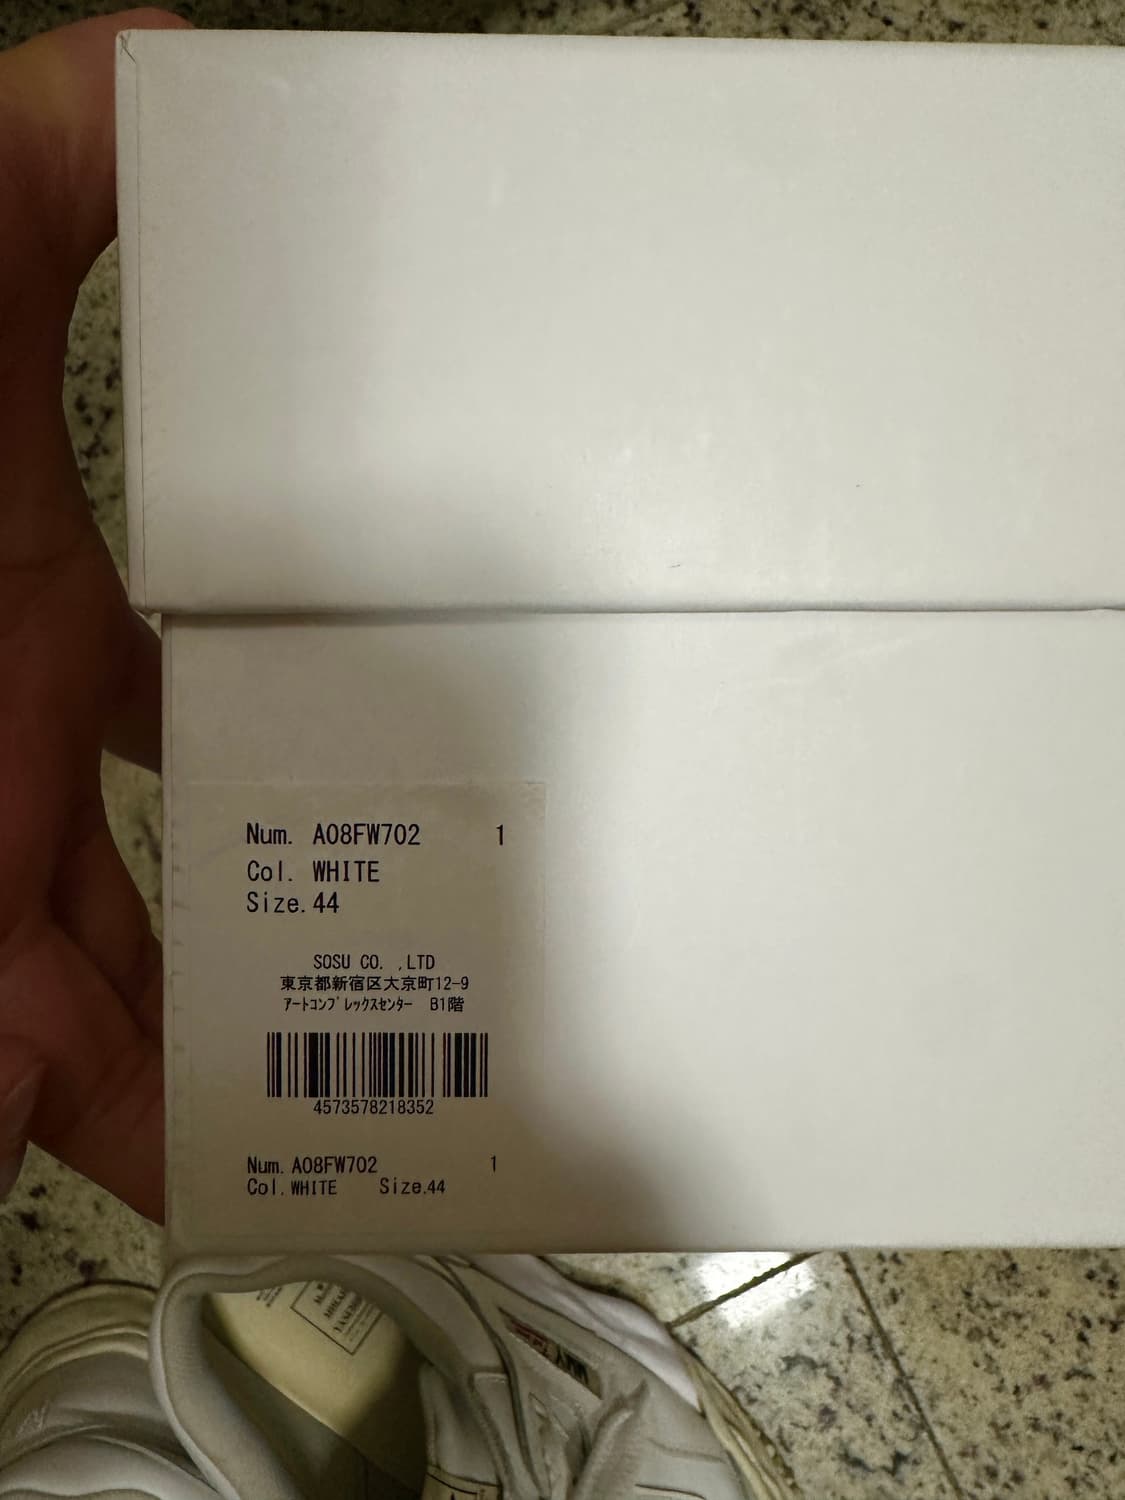 Num. A08FW702 1
Col. WHITE
Size. 44
SOSU CO. ,LTD
東京都新宿区大京町12-9
ｱｰﾄｺﾝﾌﾟﾚｯｸｽｾﾝﾀｰ B1階
4573578218352
Num. A08FW702 1
Col. WHITE Size. 44